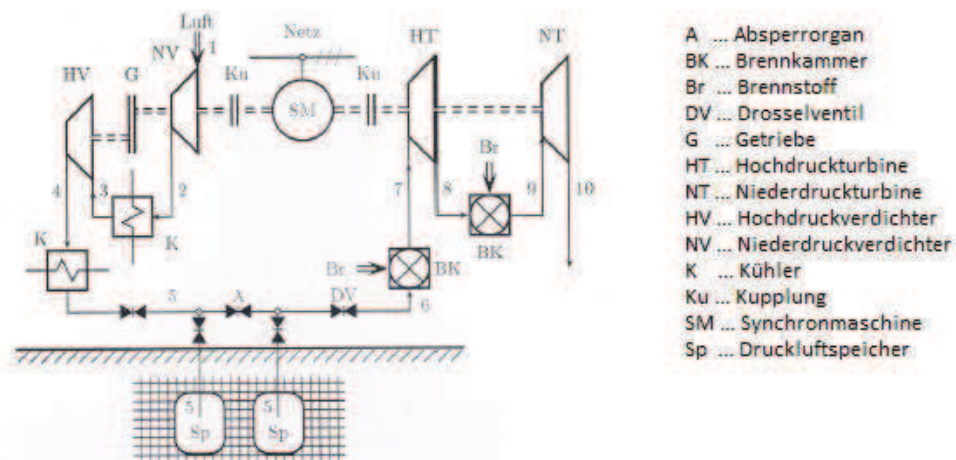 Luft
1
Netz
HT
NT
NV
HV
G
Ku
Ku
SM
Br
4
3
2
7
8
9
10
K
K
BK
Br
BK
5
A
DV
6
5
5
Sp
Sp
A ... Absperrorgan
BK ... Brennkammer
Br ... Brennstoff
DV ... Drosselventil
G ... Getriebe
HT ... Hochdruckturbine
NT ... Niederdruckturbine
HV ... Hochdruckverdichter
NV ... Niederdruckverdichter
K ... Kühler
Ku ... Kupplung
SM ... Synchronmaschine
Sp ... Druckluftspeicher